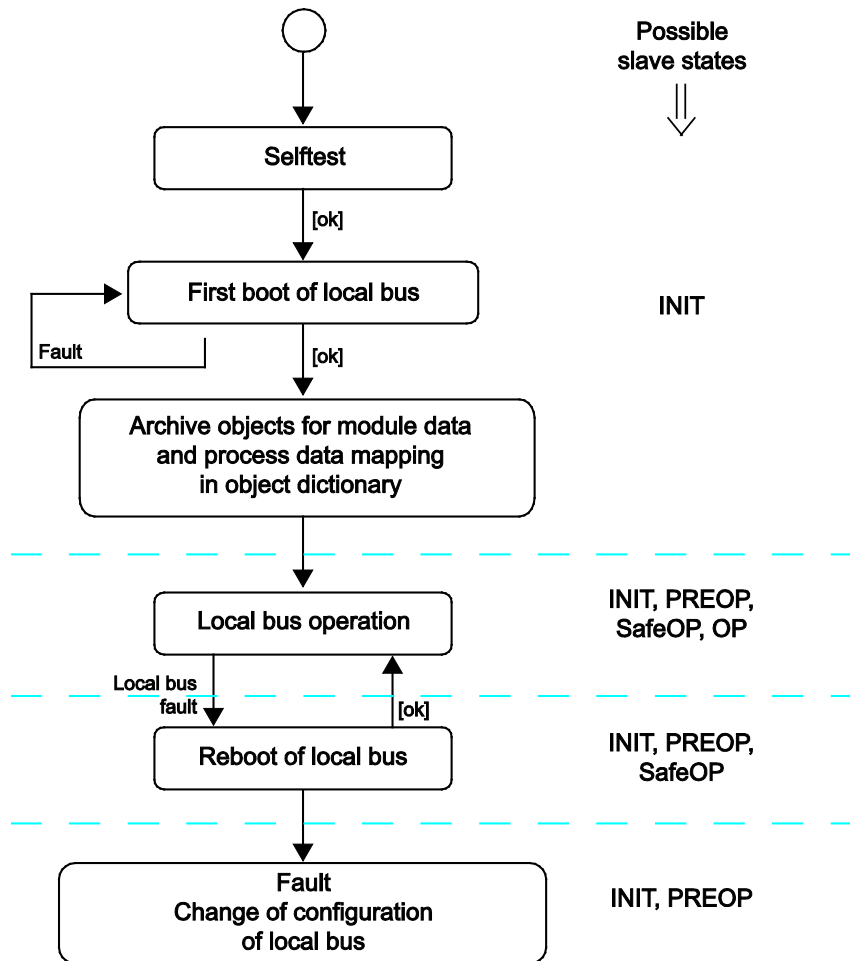 Possible
slave states
Selftest
[ok]
First boot of local bus
INIT
Fault
[ok]
Archive objects for module data
and process data mapping
in object dictionary
Local bus operation
INIT, PREOP,
SafeOP, OP
Local bus
fault
[ok]
Reboot of local bus
INIT, PREOP,
SafeOP
Fault
Change of configuration
of local bus
INIT, PREOP